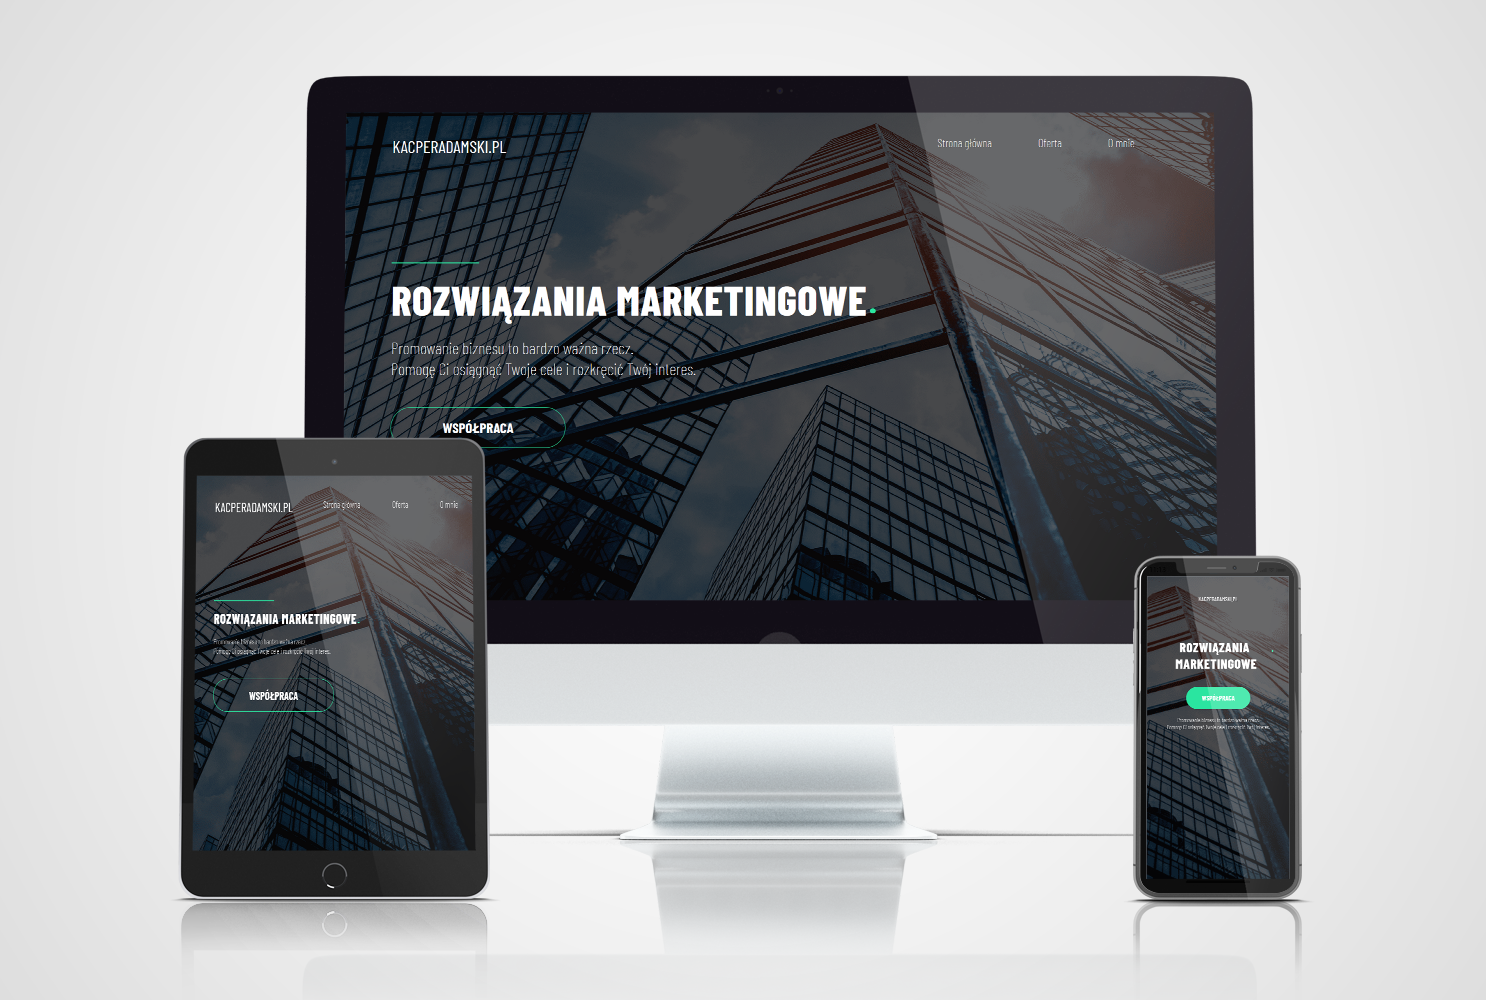 KACPERADAMSKI.PL
Strona główna Oferta O mnie
ROZWIĄZANIA MARKETINGOWE.
Promowanie biznesu to bardzo ważna rzecz.
Pomogę Ci osiągnąć Twoje cele i rozkręcić Twój interes.
WSPÓŁPRACA
KACPERADAMSKI.PL
Strona główna Oferta O mnie
ROZWIĄZANIA MARKETINGOWE.
Promowanie biznesu to bardzo ważna rzecz.
Pomogę Ci osiągnąć Twoje cele i rozkręcić Twój interes.
WSPÓŁPRACA
KACPERADAMSKI.PL
ROZWIĄZANIA
MARKETINGOWE.
WSPÓŁPRACA
Promowanie biznesu to bardzo ważna rzecz.
Pomogę Ci osiągnąć Twoje cele i rozkręcić Twój interes.